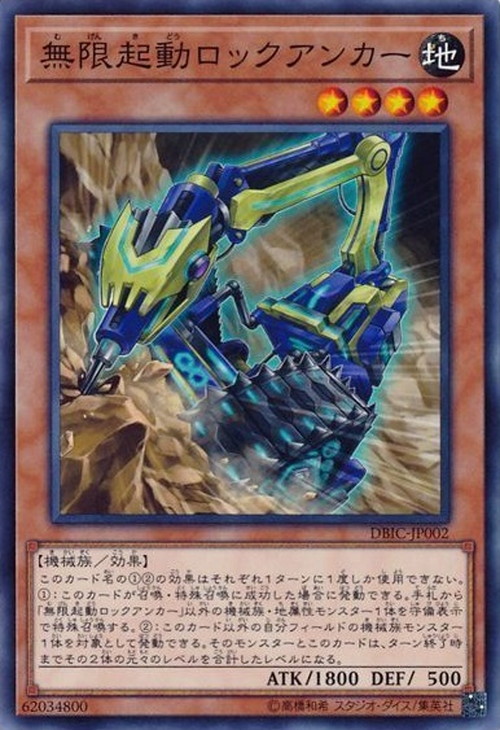 無限起動ロックアンカー
地
DBIC-JP002
【機械族／効果】
このカード名の①②の効果はそれぞれ１ターンに１度しか使用できない。
①：このカードが召喚・特殊召喚に成功した場合に発動できる。手札から
「無限起動ロックアンカー」以外の機械族・地属性モンスター１体を守備表示
で特殊召喚する。②：このカード以外の自分フィールドの機械族モンスター
１体を対象として発動できる。そのモンスターとこのカードは、ターン終了時
までその２体の元々のレベルを合計したレベルになる。
ATK/1800 DEF/ 500
62034800 ©高橋和希 スタジオ・ダイス/集英社